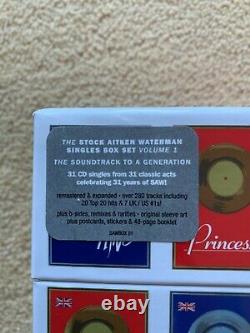 THE STOCK AITKEN WATERMAN
SINGLES BOX SET VOLUME 1
THE SOUNDTRACK TO A GENERATION
31 CD singles from 31 classic acts
celebrating 31 years of SAW!
remastered & expanded - over 280 tracks including
20 Top 20 hits & 7 UK / US #1s!
plus b-sides, remixes & rarities - original sleeve art
plus postcards, stickers & 48-page booklet
SAWBOX 01
Princess